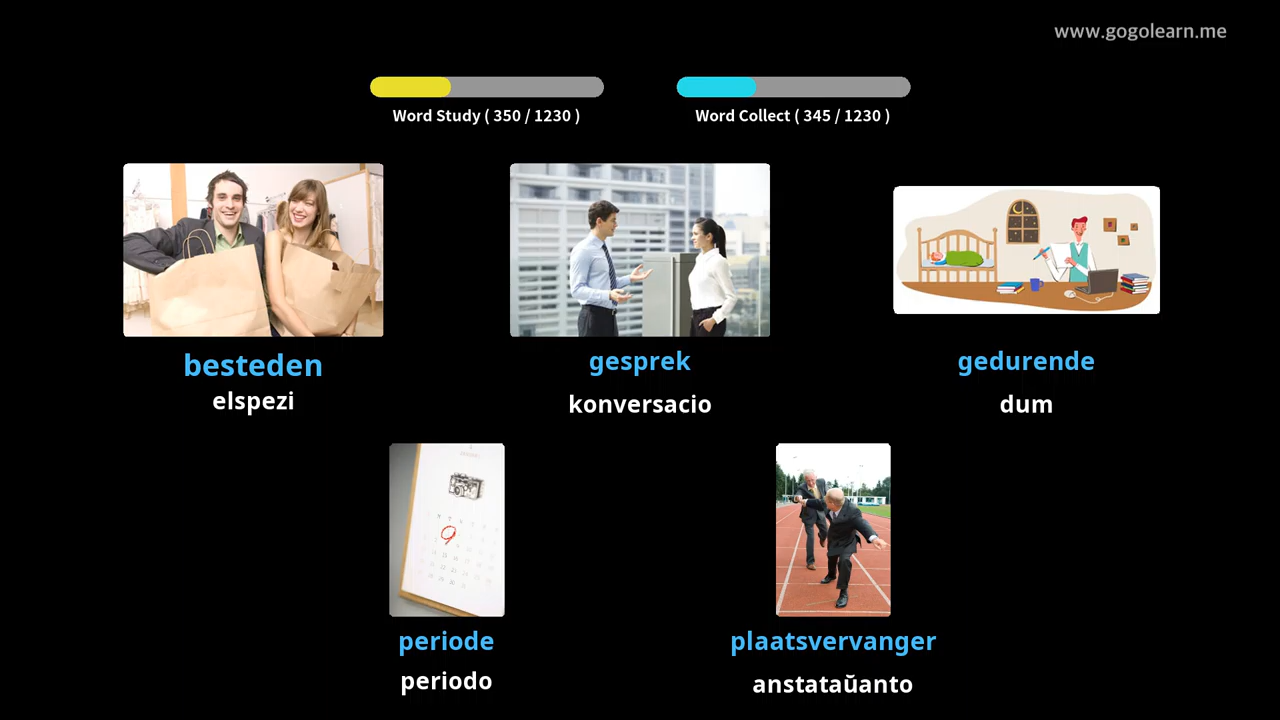 www.gogolearn.me
Word Study ( 350 / 1230 )
Word Collect ( 345 / 1230 )
besteden
elspezi
gesprek
konversacio
gedurende
dum
periode
periodo
plaatsvervanger
anstataŭanto